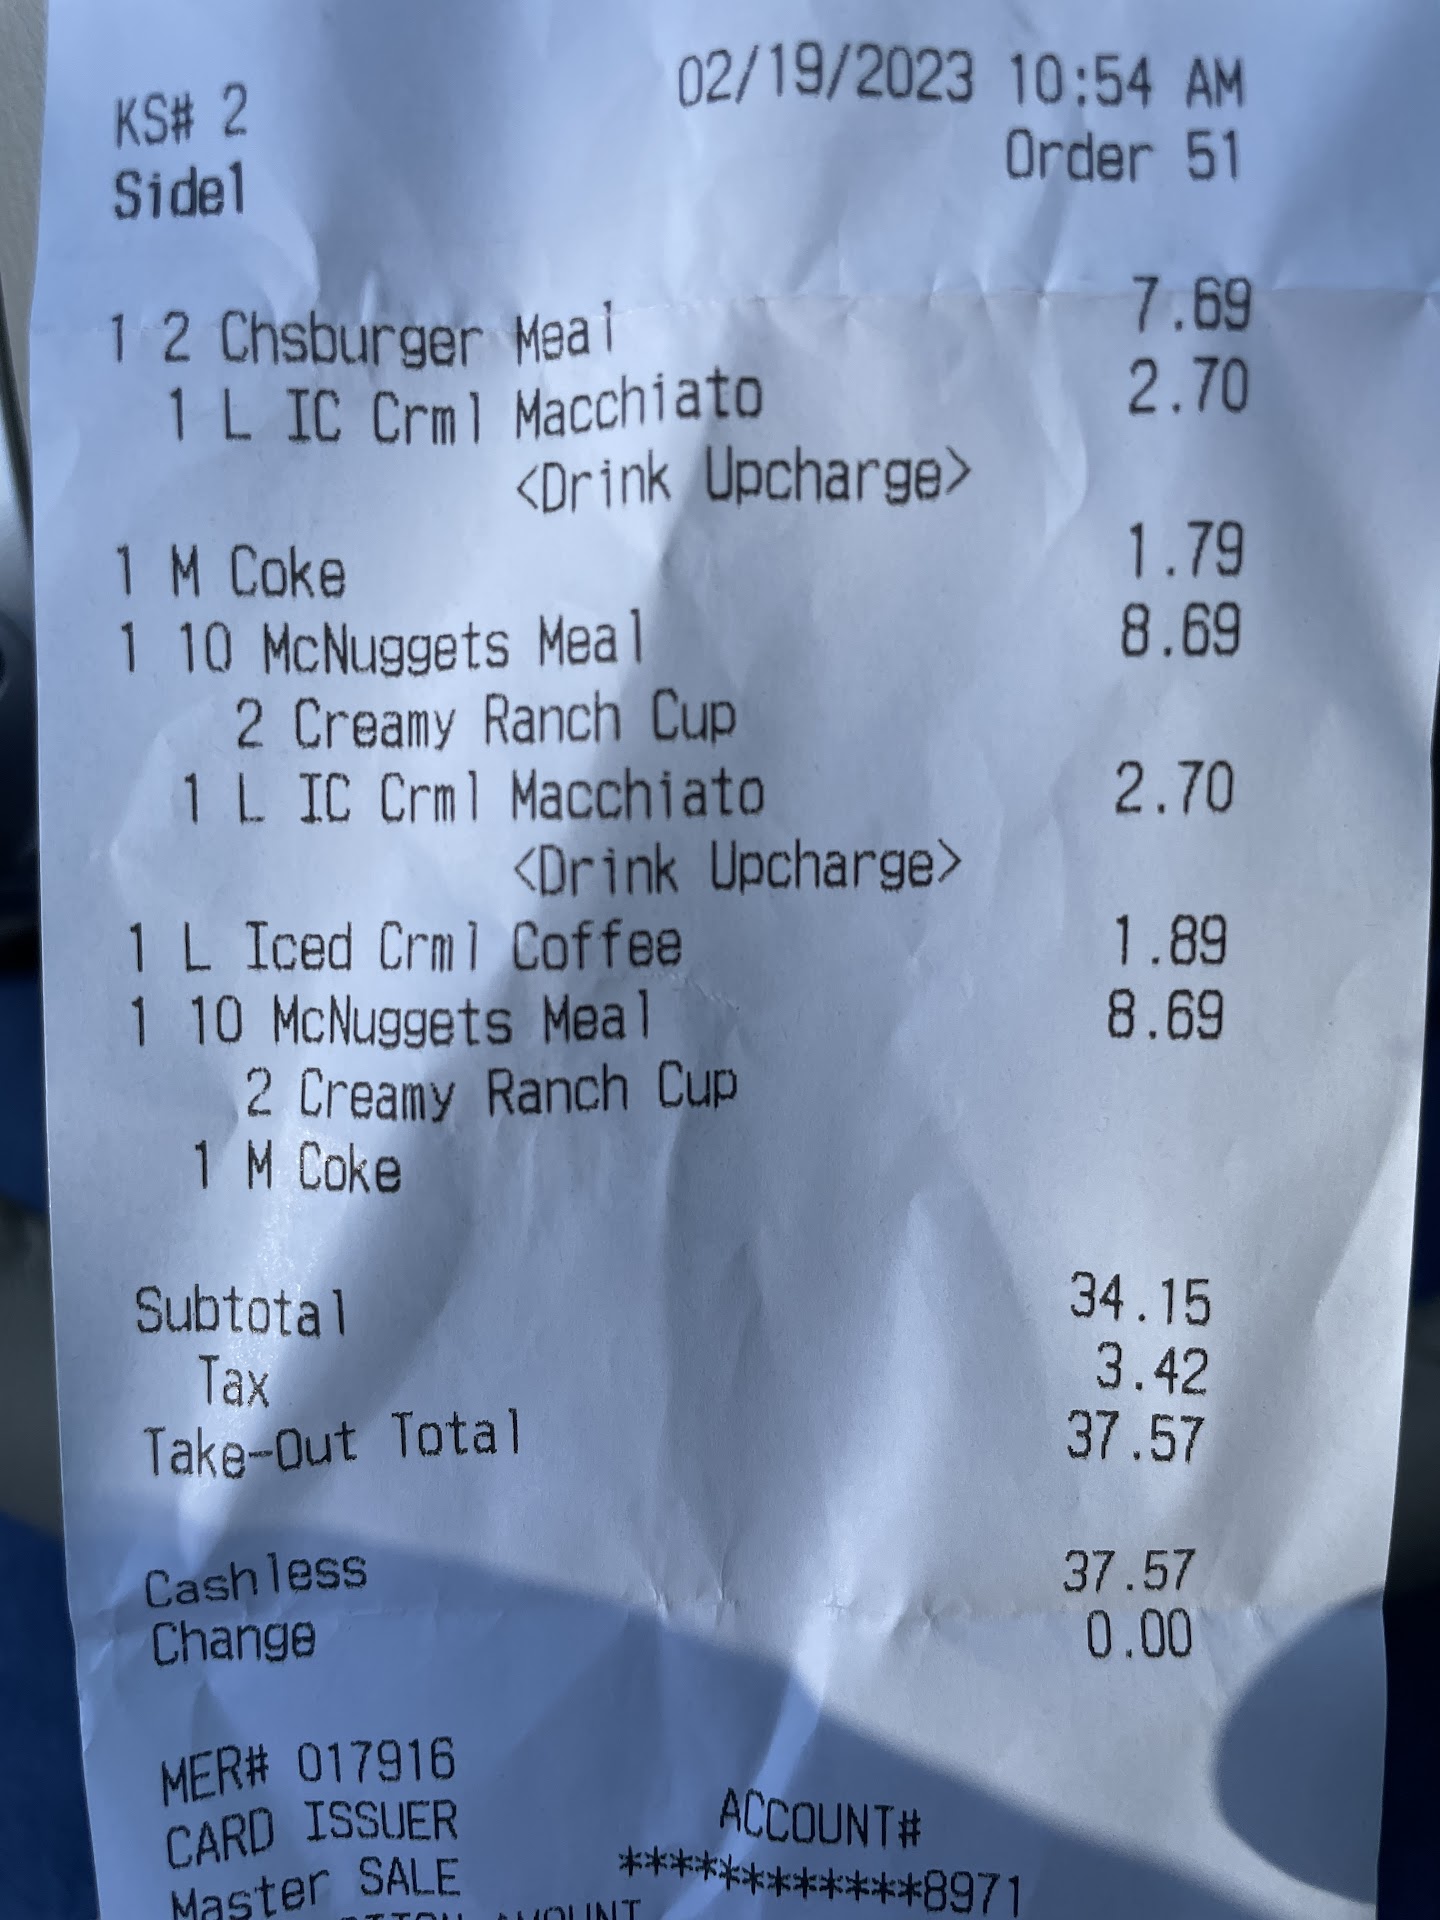 KS# 2 02/19/2023 10:54 AM
Side1 Order 51
1 2 Chsburger Meal 7.69
1 L IC Crml Macchiato 2.70
<Drink Upcharge>
1 M Coke 1.79
1 10 McNuggets Meal 8.69
2 Creamy Ranch Cup
1 L IC Crml Macchiato 2.70
<Drink Upcharge>
1 L Iced Crml Coffee 1.89
1 10 McNuggets Meal 8.69
2 Creamy Ranch Cup
1 M Coke
Subtotal 34.15
Tax 3.42
Take-Out Total 37.57
Cashless 37.57
Change 0.00
MER# 017916
CARD ISSUER ACCOUNT#
Master SALE ************8971
AMOUNT